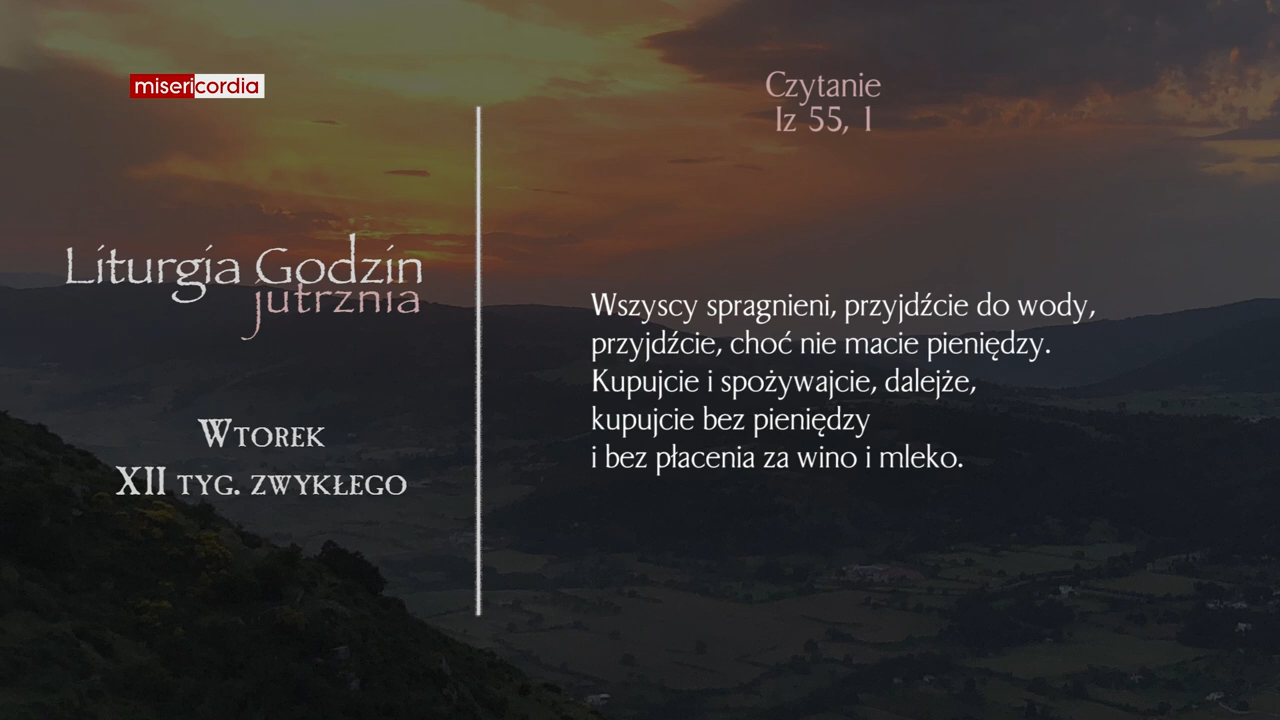 misericordia
Liturgia Godzin
jutrznia
Wtorek
XII tyg. zwykłego
Czytanie
Iz 55, 1
Wszyscy spragnieni, przyjdźcie do wody,
przyjdźcie, choć nie macie pieniędzy.
Kupujcie i spożywajcie, dalejże,
kupujcie bez pieniędzy
i bez płacenia za wino i mleko.